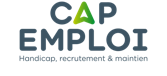 CAP
EMPLOI
Handicap, recrutement & maintien